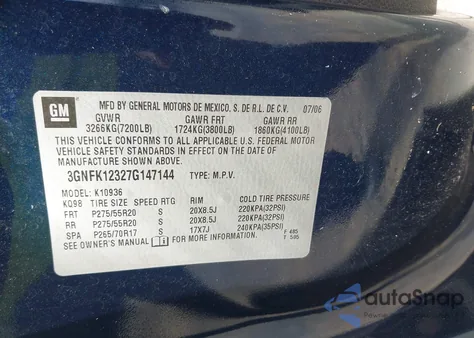 GM
MFD BY GENERAL MOTORS DE MEXICO, S. DE R.L. DE C.V. 07/06
GVWR GAWR FRT GAWR RR
3266KG(7200LB) 1724KG(3800LB) 1860KG(4100LB)
THIS VEHICLE CONFORMS TO ALL APPLICABLE U.S. FEDERAL MOTOR
VEHICLE SAFETY STANDARDS IN EFFECT ON THE DATE OF
MANUFACTURE SHOWN ABOVE.
3GNFK12327G147144 TYPE: M.P.V.
MODEL: K10936
KQ98 TIRE SIZE SPEED RTG RIM COLD TIRE PRESSURE
FRT P275/55R20 S 20X8.5J 220KPA(32PSI)
RR P275/55R20 S 20X8.5J 220KPA(32PSI)
SPA P265/70R17 S 17X7J 240KPA(35PSI)
SEE OWNER'S MANUAL FOR ADDITIONAL INFORMATION.
F 485
T 545
autoSnap